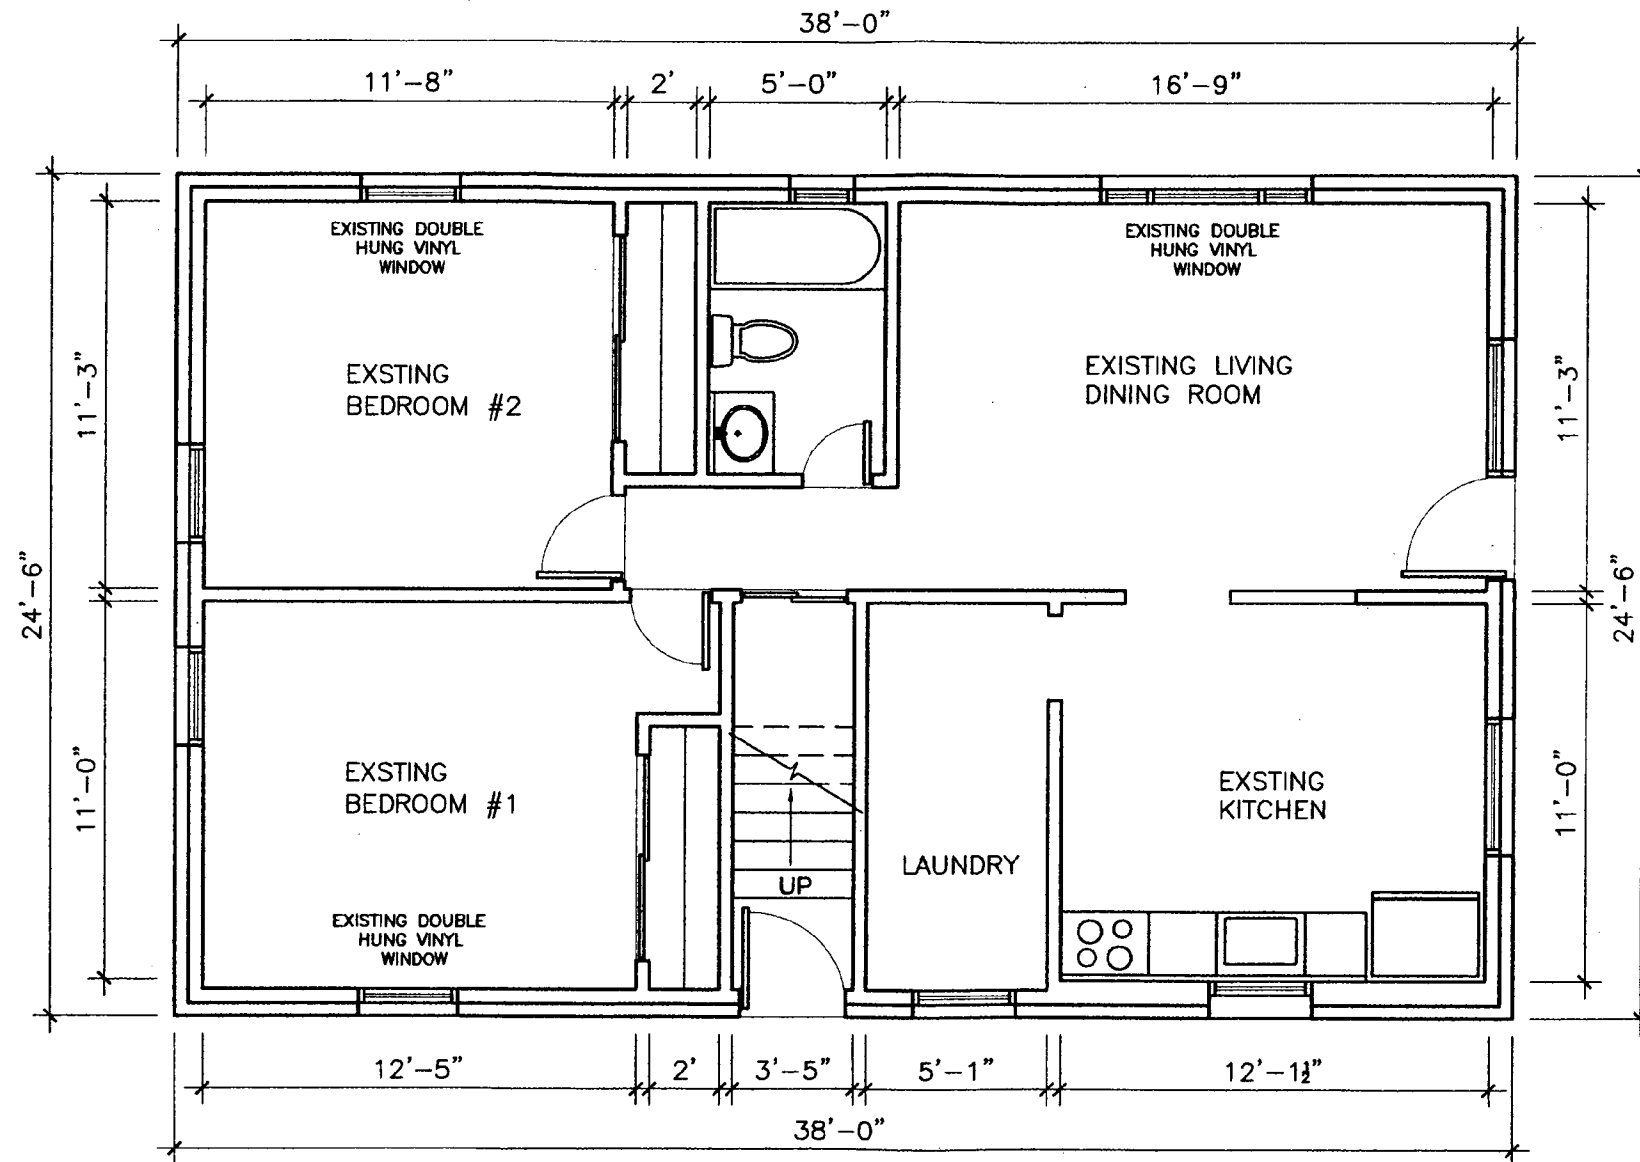 38'-0"
11'-8" 2' 5'-0" 16'-9"
EXISTING DOUBLE
HUNG VINYL
WINDOW
EXISTING DOUBLE
HUNG VINYL
WINDOW
11'-3"
EXSTING
BEDROOM #2
EXISTING LIVING
DINING ROOM
11'-3"
24'-6"
24'-6"
11'-0"
EXSTING
BEDROOM #1
EXSTING
KITCHEN
11'-0"
LAUNDRY
UP
EXISTING DOUBLE
HUNG VINYL
WINDOW
12'-5" 2' 3'-5" 5'-1" 12'-1½"
38'-0"